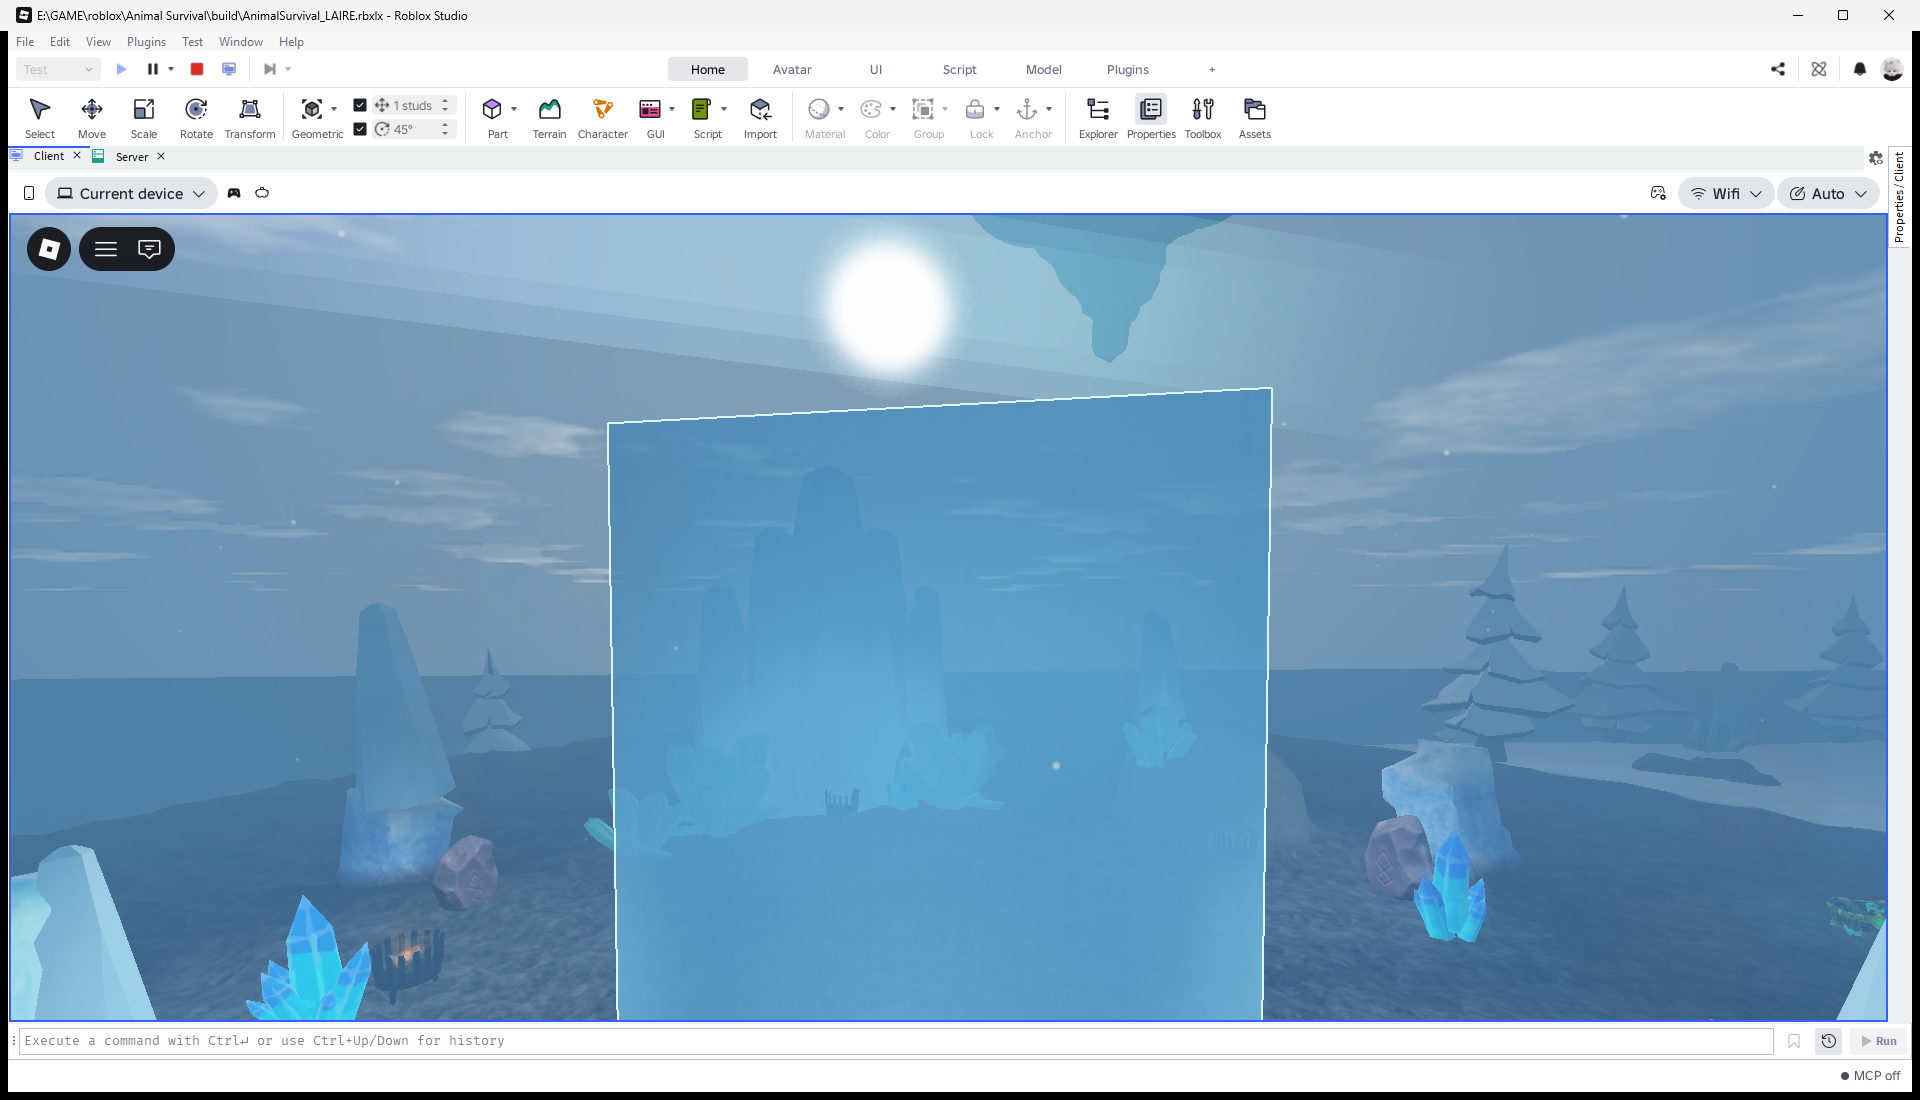 E:\GAME\roblox\Animal Survival\build\AnimalSurvival_LAIRE.rbxlx - Roblox Studio
File Edit View Plugins Test Window Help
Test
Home Avatar UI Script Model Plugins +
1 studs
45°
Select Move Scale Rotate Transform Geometric Part Terrain Character GUI Script Import Material Color Group Lock Anchor Explorer Properties Toolbox Assets
Client Server
Properties / Client
Current device
Wifi Auto
Execute a command with Ctrl↵ or use Ctrl+Up/Down for history
Run
MCP off